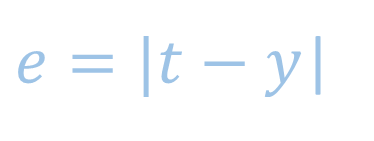 e = |t − y|